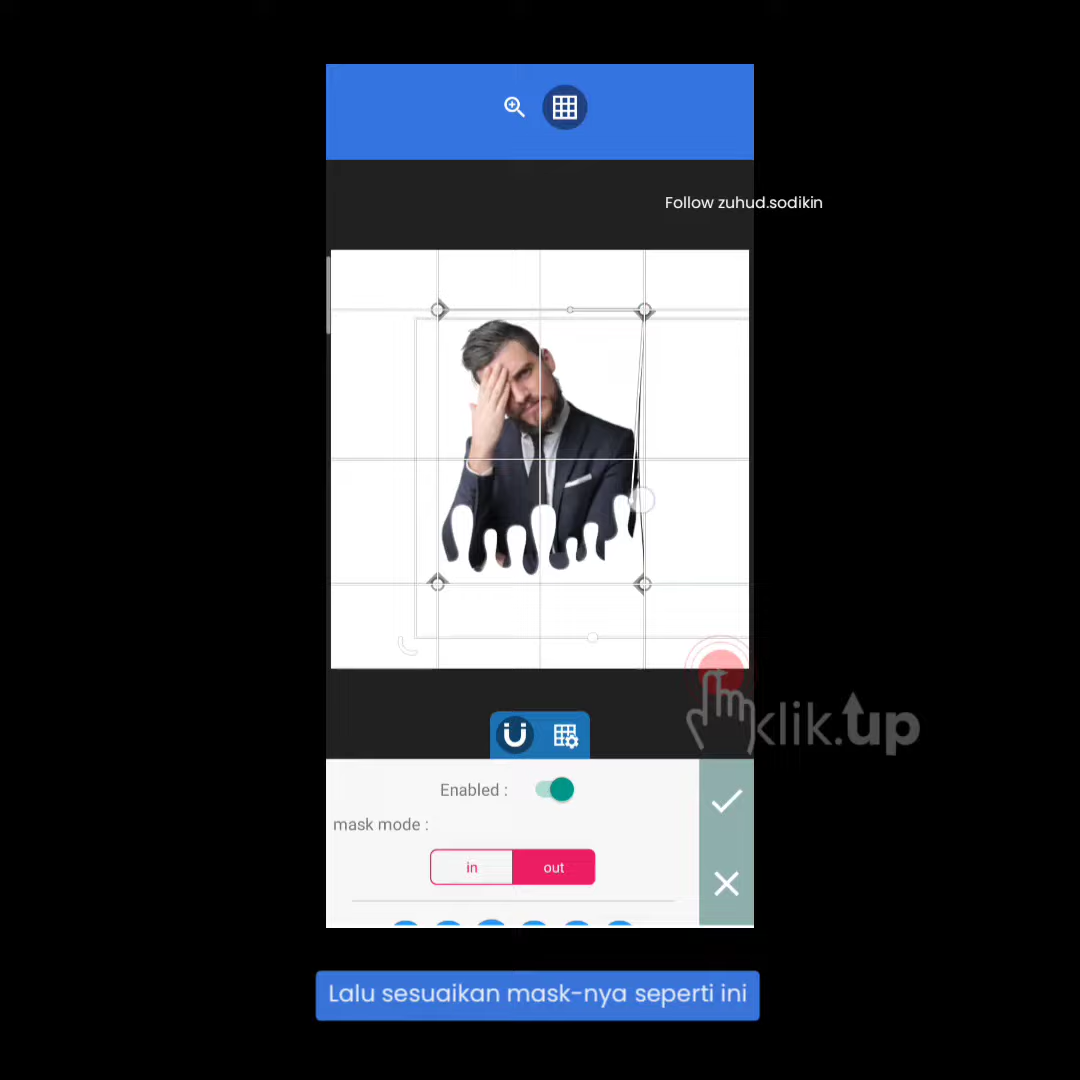 Follow zuhud.sodikin
klik.up
Enabled :
mask mode :
in
out
Lalu sesuaikan mask-nya seperti ini